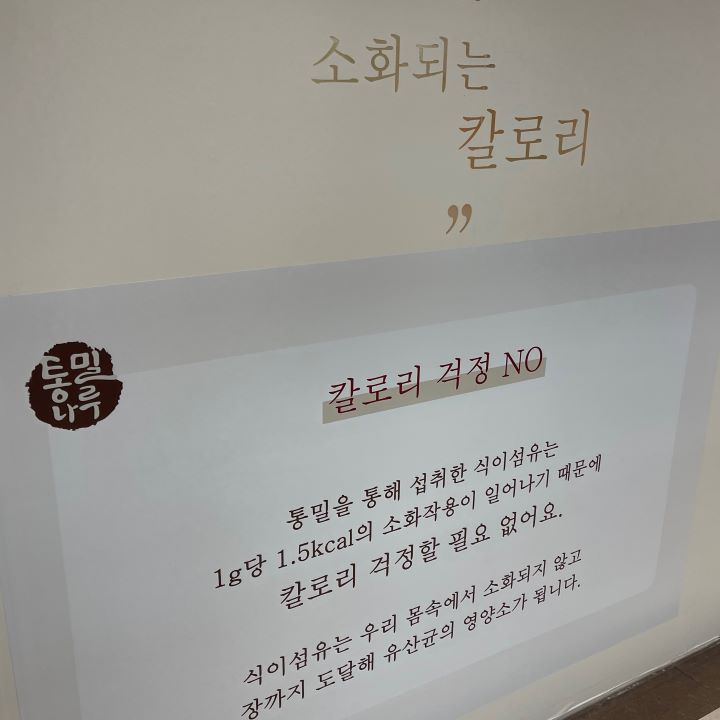 소화되는
칼로리
”
통밀
나루
칼로리 걱정 NO
통밀을 통해 섭취한 식이섬유는
1g당 1.5kcal의 소화작용이 일어나기 때문에
칼로리 걱정할 필요 없어요.
식이섬유는 우리 몸속에서 소화되지 않고
장까지 도달해 유산균의 영양소가 됩니다.